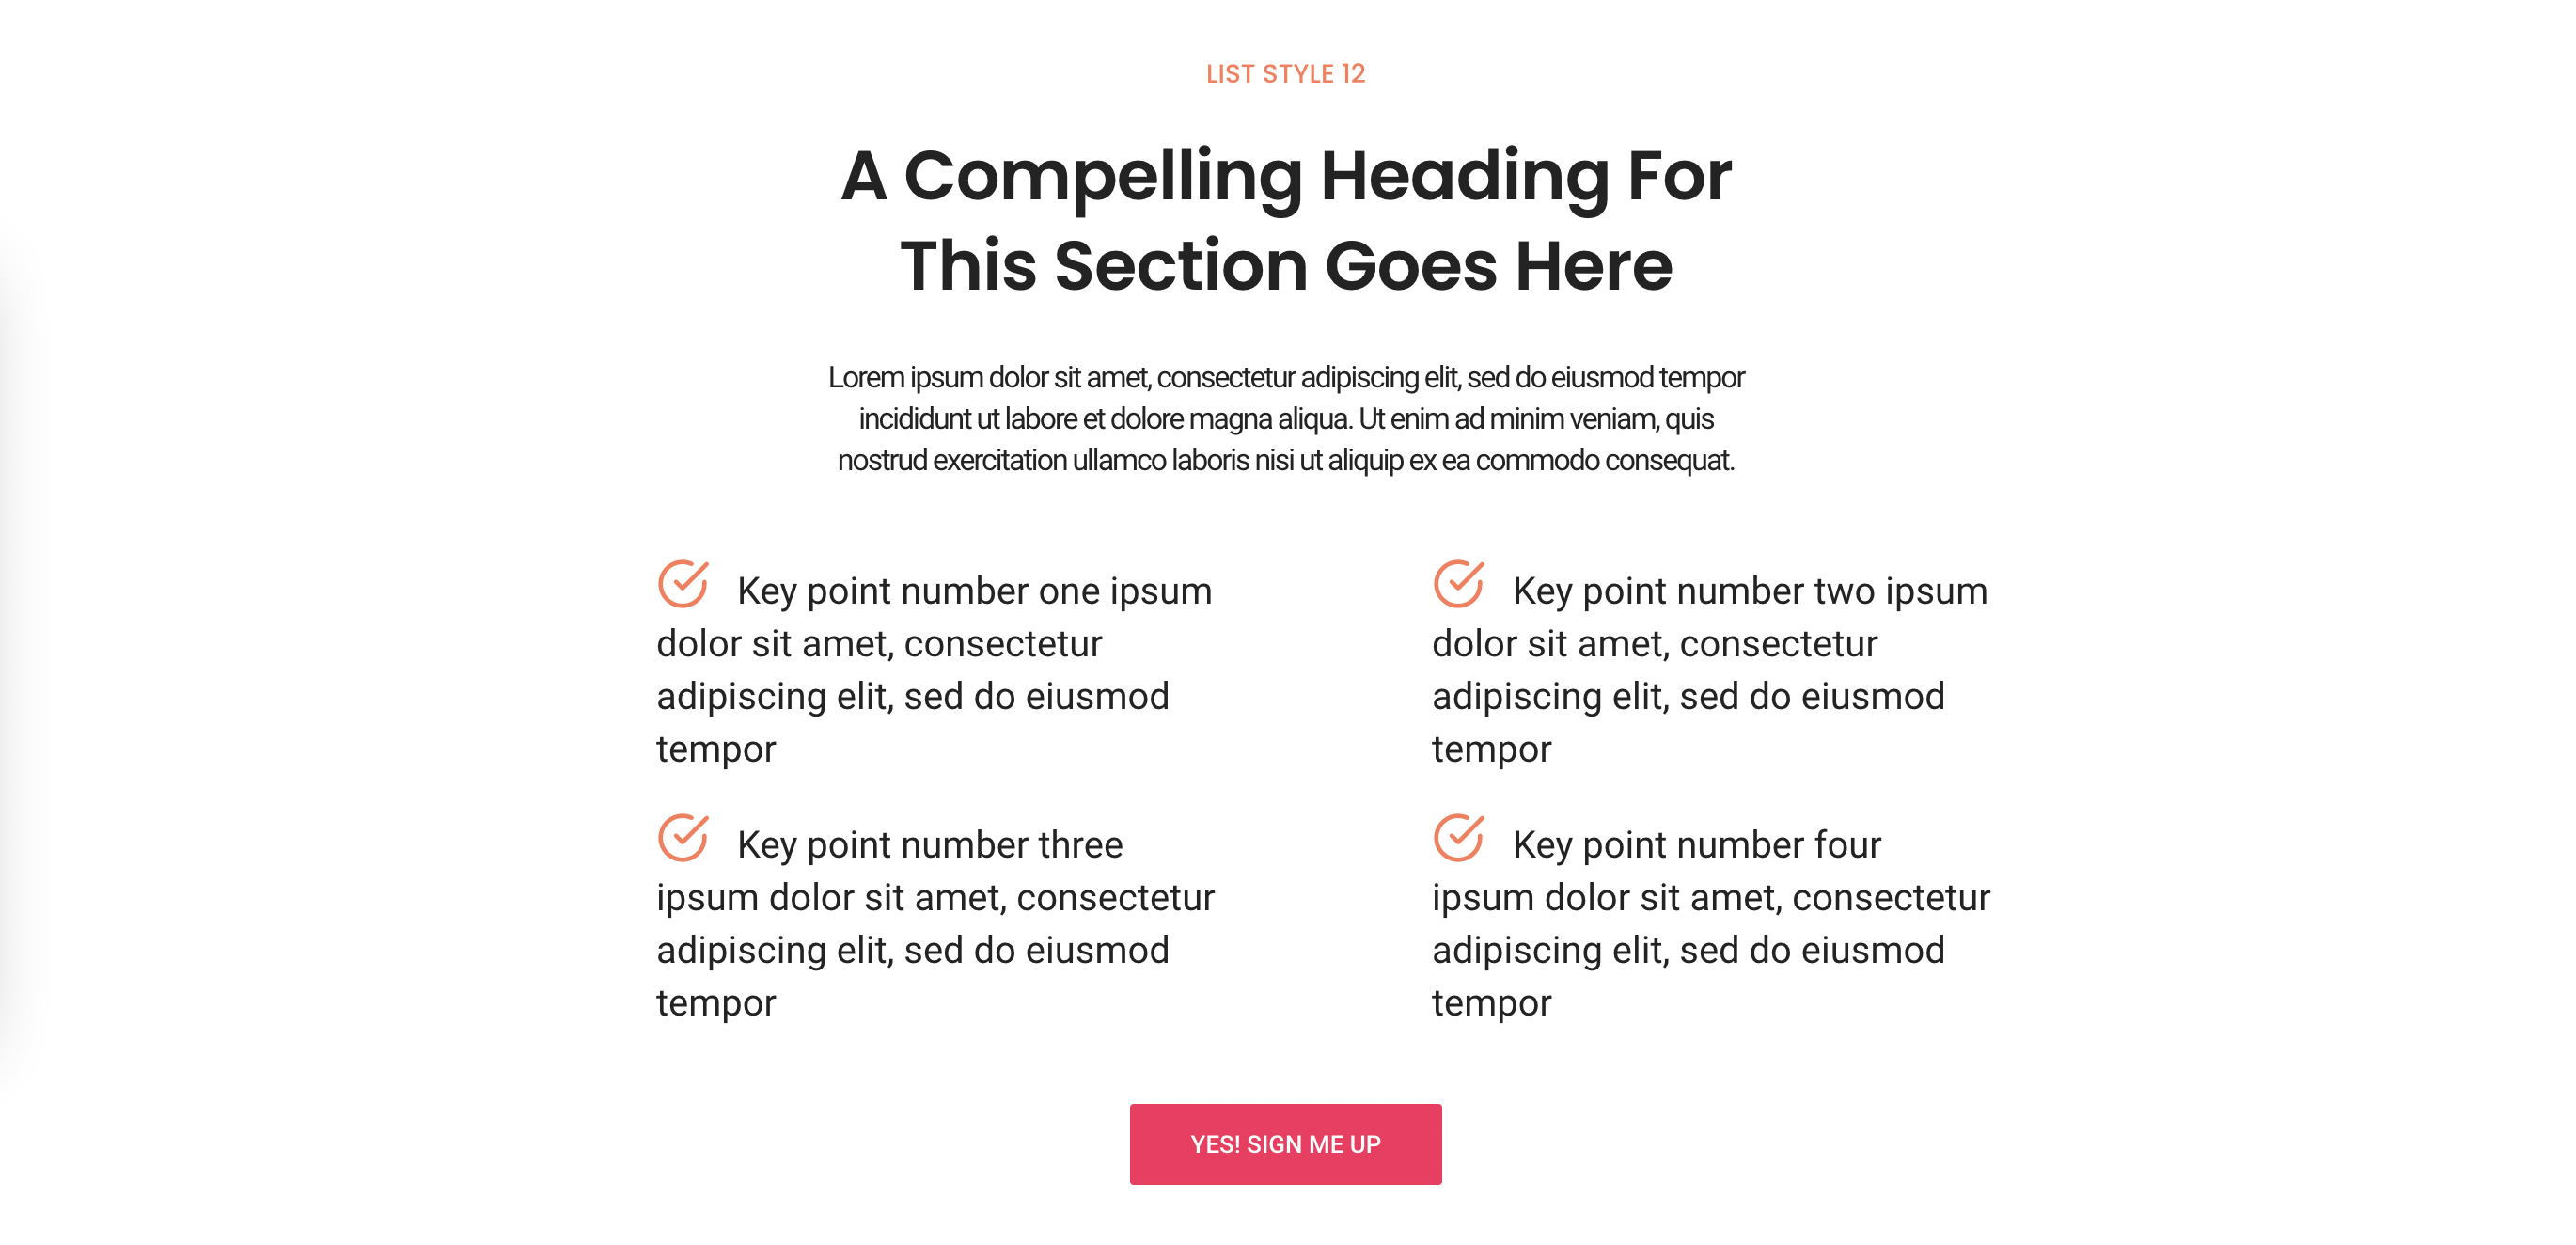 LIST STYLE 12
A Compelling Heading For
This Section Goes Here
Lorem ipsum dolor sit amet, consectetur adipiscing elit, sed do eiusmod tempor
incididunt ut labore et dolore magna aliqua. Ut enim ad minim veniam, quis
nostrud exercitation ullamco laboris nisi ut aliquip ex ea commodo consequat.
Key point number one ipsum
dolor sit amet, consectetur
adipiscing elit, sed do eiusmod
tempor
Key point number two ipsum
dolor sit amet, consectetur
adipiscing elit, sed do eiusmod
tempor
Key point number three
ipsum dolor sit amet, consectetur
adipiscing elit, sed do eiusmod
tempor
Key point number four
ipsum dolor sit amet, consectetur
adipiscing elit, sed do eiusmod
tempor
YES! SIGN ME UP